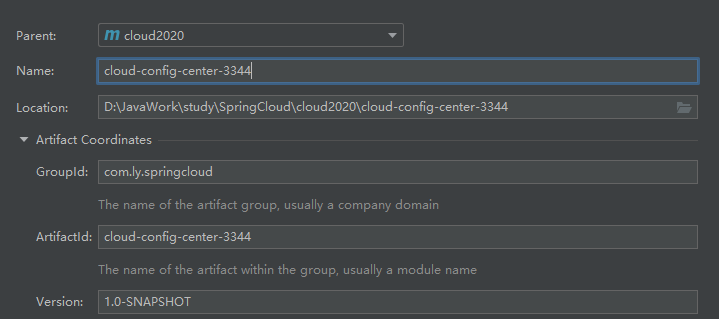 Parent: m cloud2020
Name: cloud-config-center-3344
Location: D:\JavaWork\study\SpringCloud\cloud2020\cloud-config-center-3344
Artifact Coordinates
GroupId: com.ly.springcloud
The name of the artifact group, usually a company domain
ArtifactId: cloud-config-center-3344
The name of the artifact within the group, usually a module name
Version: 1.0-SNAPSHOT